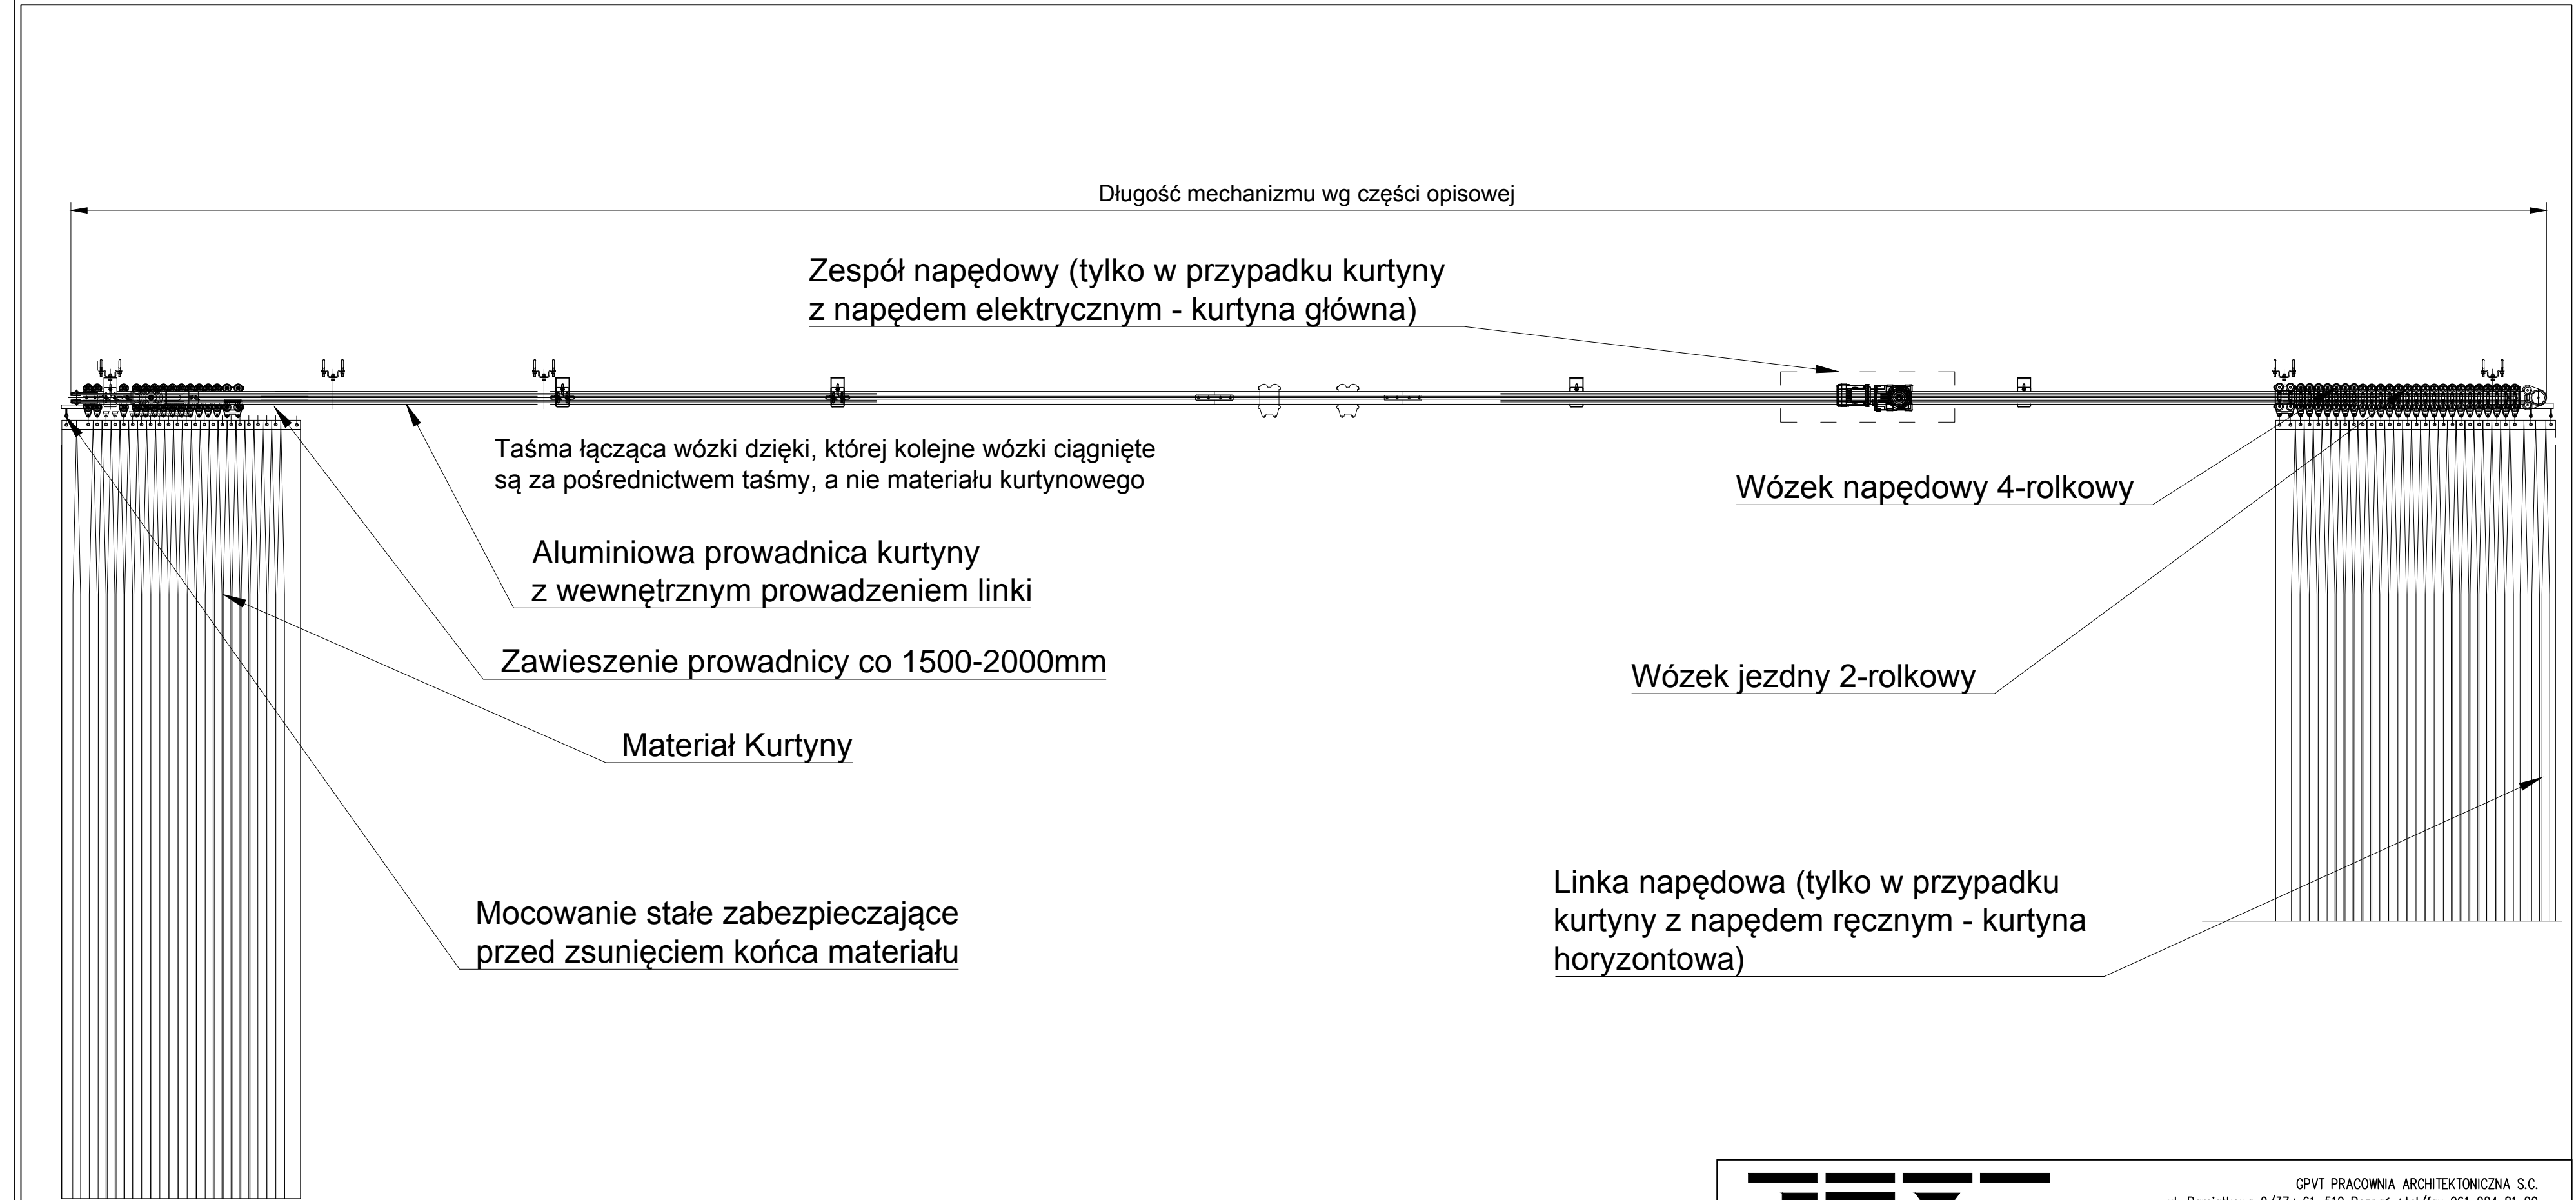 Długość mechanizmu wg części opisowej
Zespół napędowy (tylko w przypadku kurtyny
z napędem elektrycznym - kurtyna główna)
Taśma łącząca wózki dzięki, której kolejne wózki ciągnięte
są za pośrednictwem taśmy, a nie materiału kurtynowego
Wózek napędowy 4-rolkowy
Aluminiowa prowadnica kurtyny
z wewnętrznym prowadzeniem linki
Zawieszenie prowadnicy co 1500-2000mm
Wózek jezdny 2-rolkowy
Materiał Kurtyny
Linka napędowa (tylko w przypadku
kurtyny z napędem ręcznym - kurtyna
horyzontowa)
Mocowanie stałe zabezpieczające
przed zsunięciem końca materiału
GPVT PRACOWNIA ARCHITEKTONICZNA S.C.